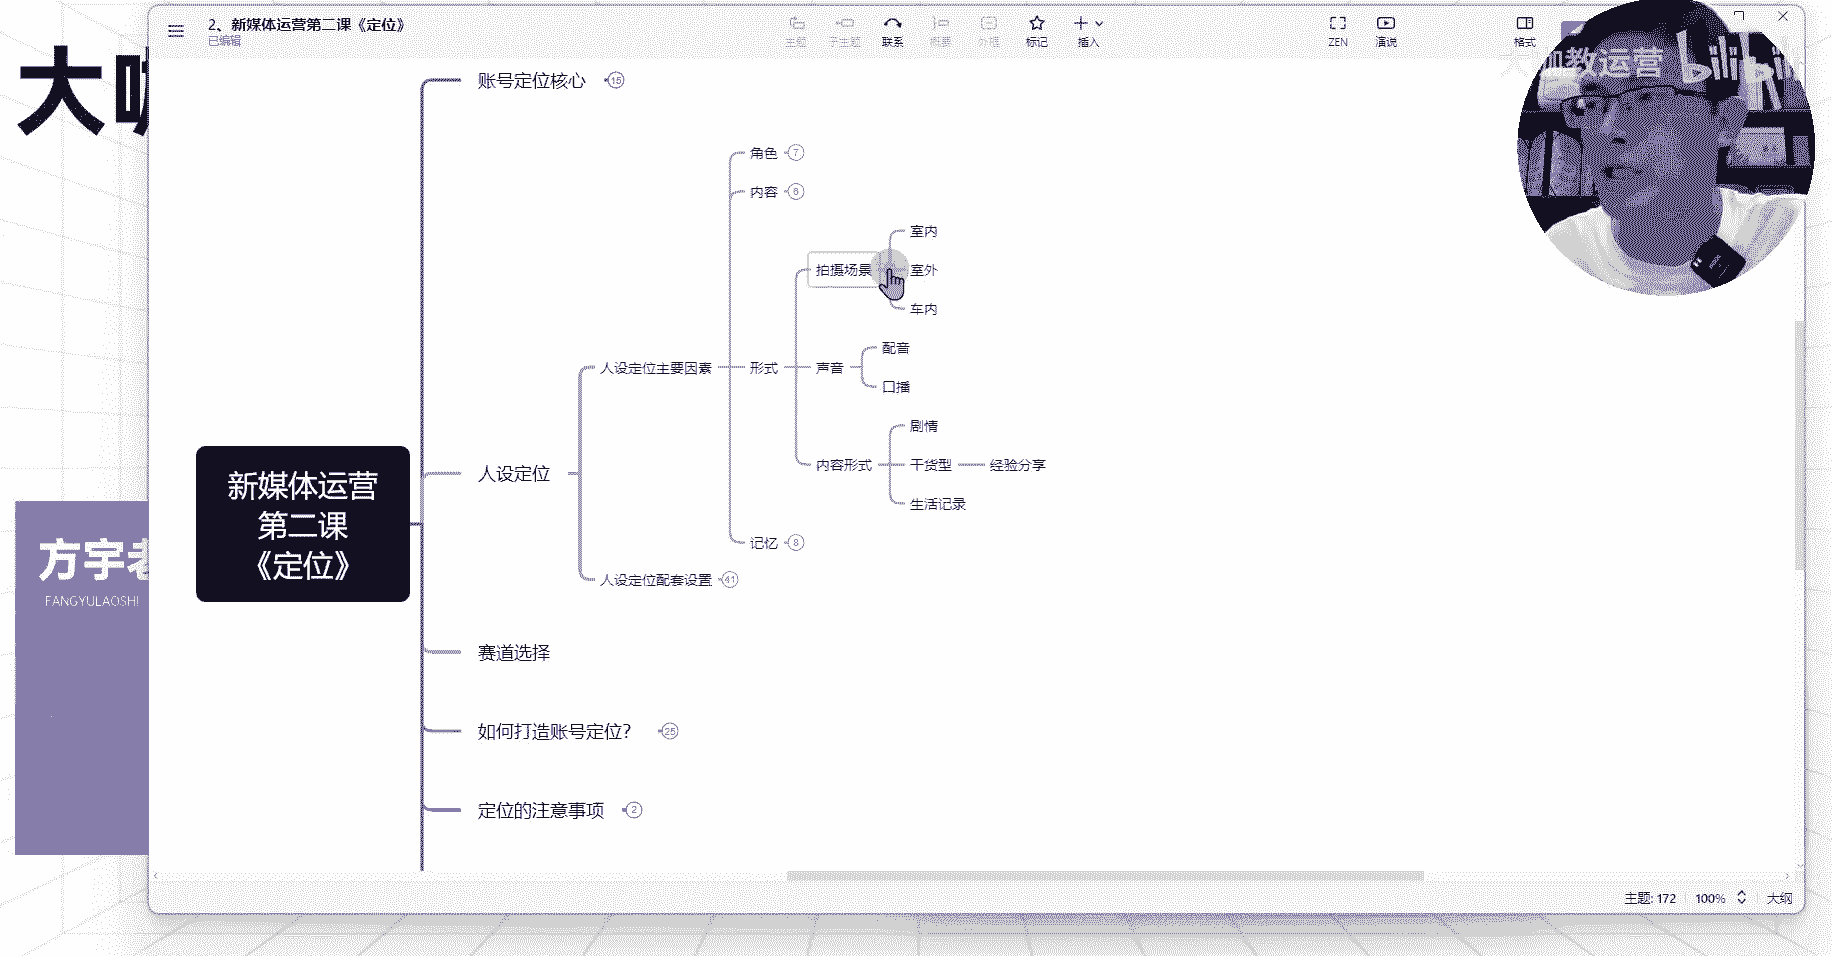 2、新媒体运营第二课《定位》
已编辑
主题
子主题
联系
概要
外框
标记
插入
ZEN
演说
格式
大咖教运营
bilibili
大
账号定位核心
15
角色
7
内容
6
室内
拍摄场景
室外
车内
配音
人设定位主要因素
形式
声音
口播
剧情
人设定位
内容形式
干货型
经验分享
生活记录
新媒体运营
第二课
《定位》
记忆
8
人设定位配套设置
41
方宇老
FANGYULAOSHI
赛道选择
如何打造账号定位？
25
定位的注意事项
2
主题: 172
100%
大纲